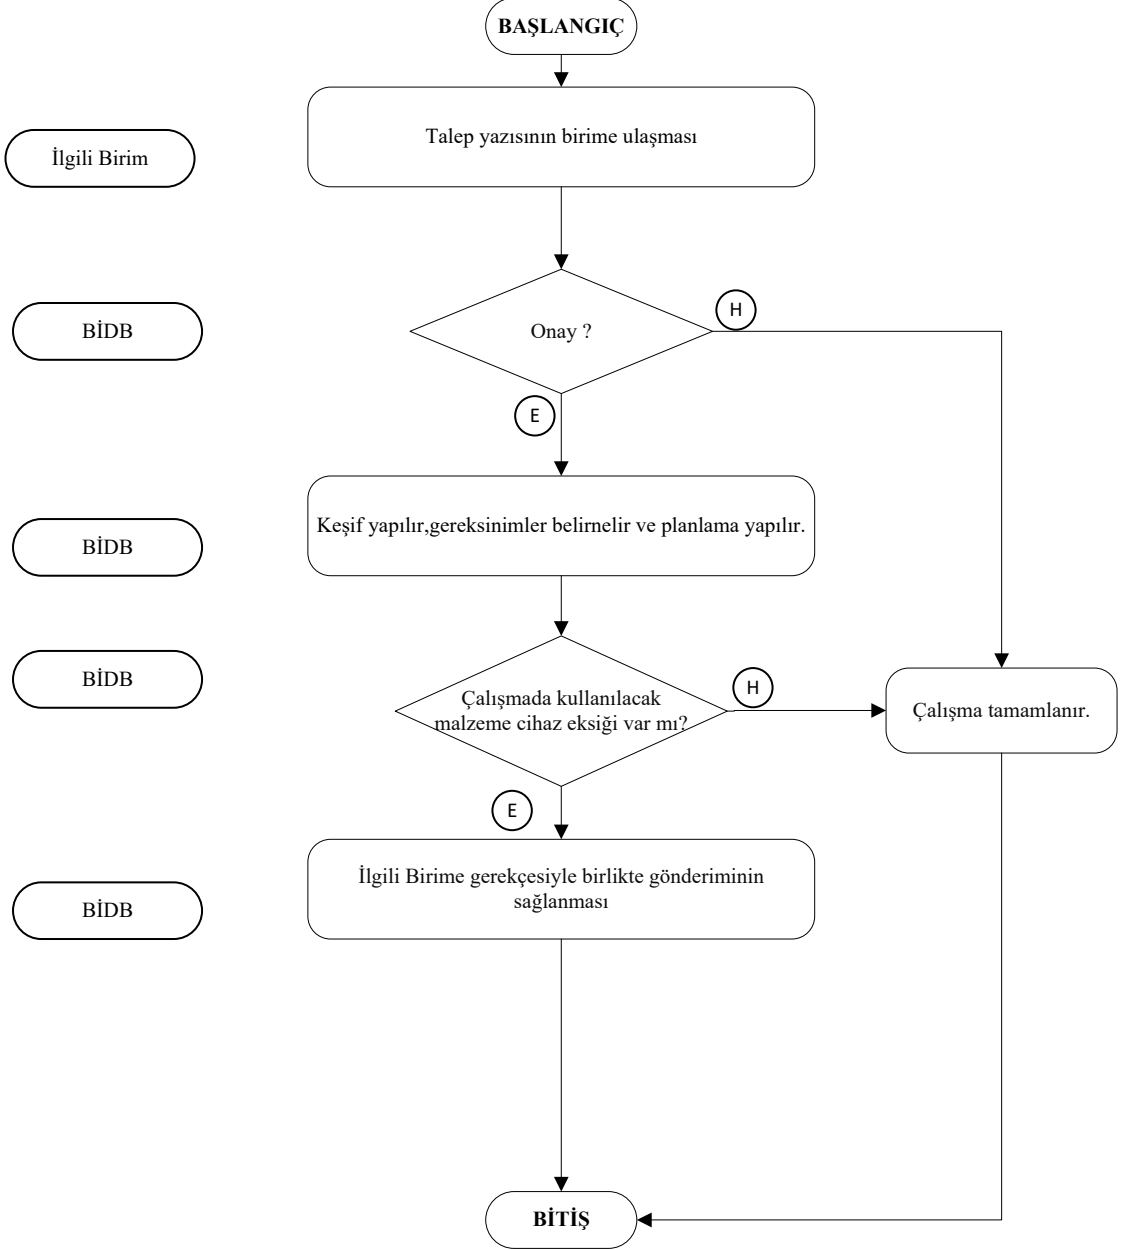 BAŞLANGIÇ
Talep yazısının birime ulaşması
İlgili Birim
H
BİDB
Onay ?
E
Keşif yapılır,gereksinimler belirnelir ve planlama yapılır.
BİDB
BİDB
H
Çalışmada kullanılacak
malzeme cihaz eksiği var mı?
Çalışma tamamlanır.
E
İlgili Birime gerekçesiyle birlikte gönderiminin
sağlanması
BİDB
BİTİŞ